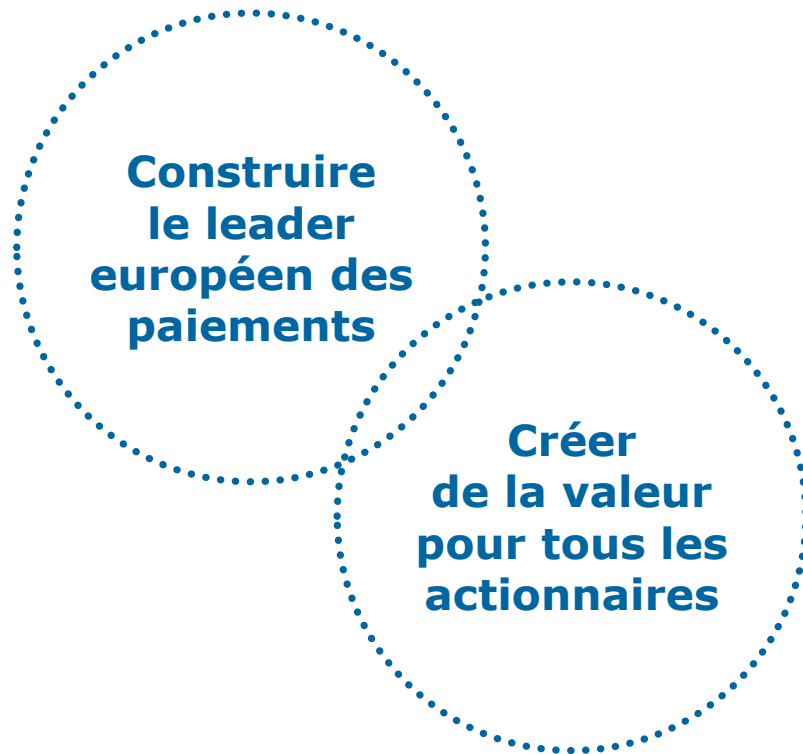 Construire
le leader
européen des
paiements
Créer
de la valeur
pour tous les
actionnaires